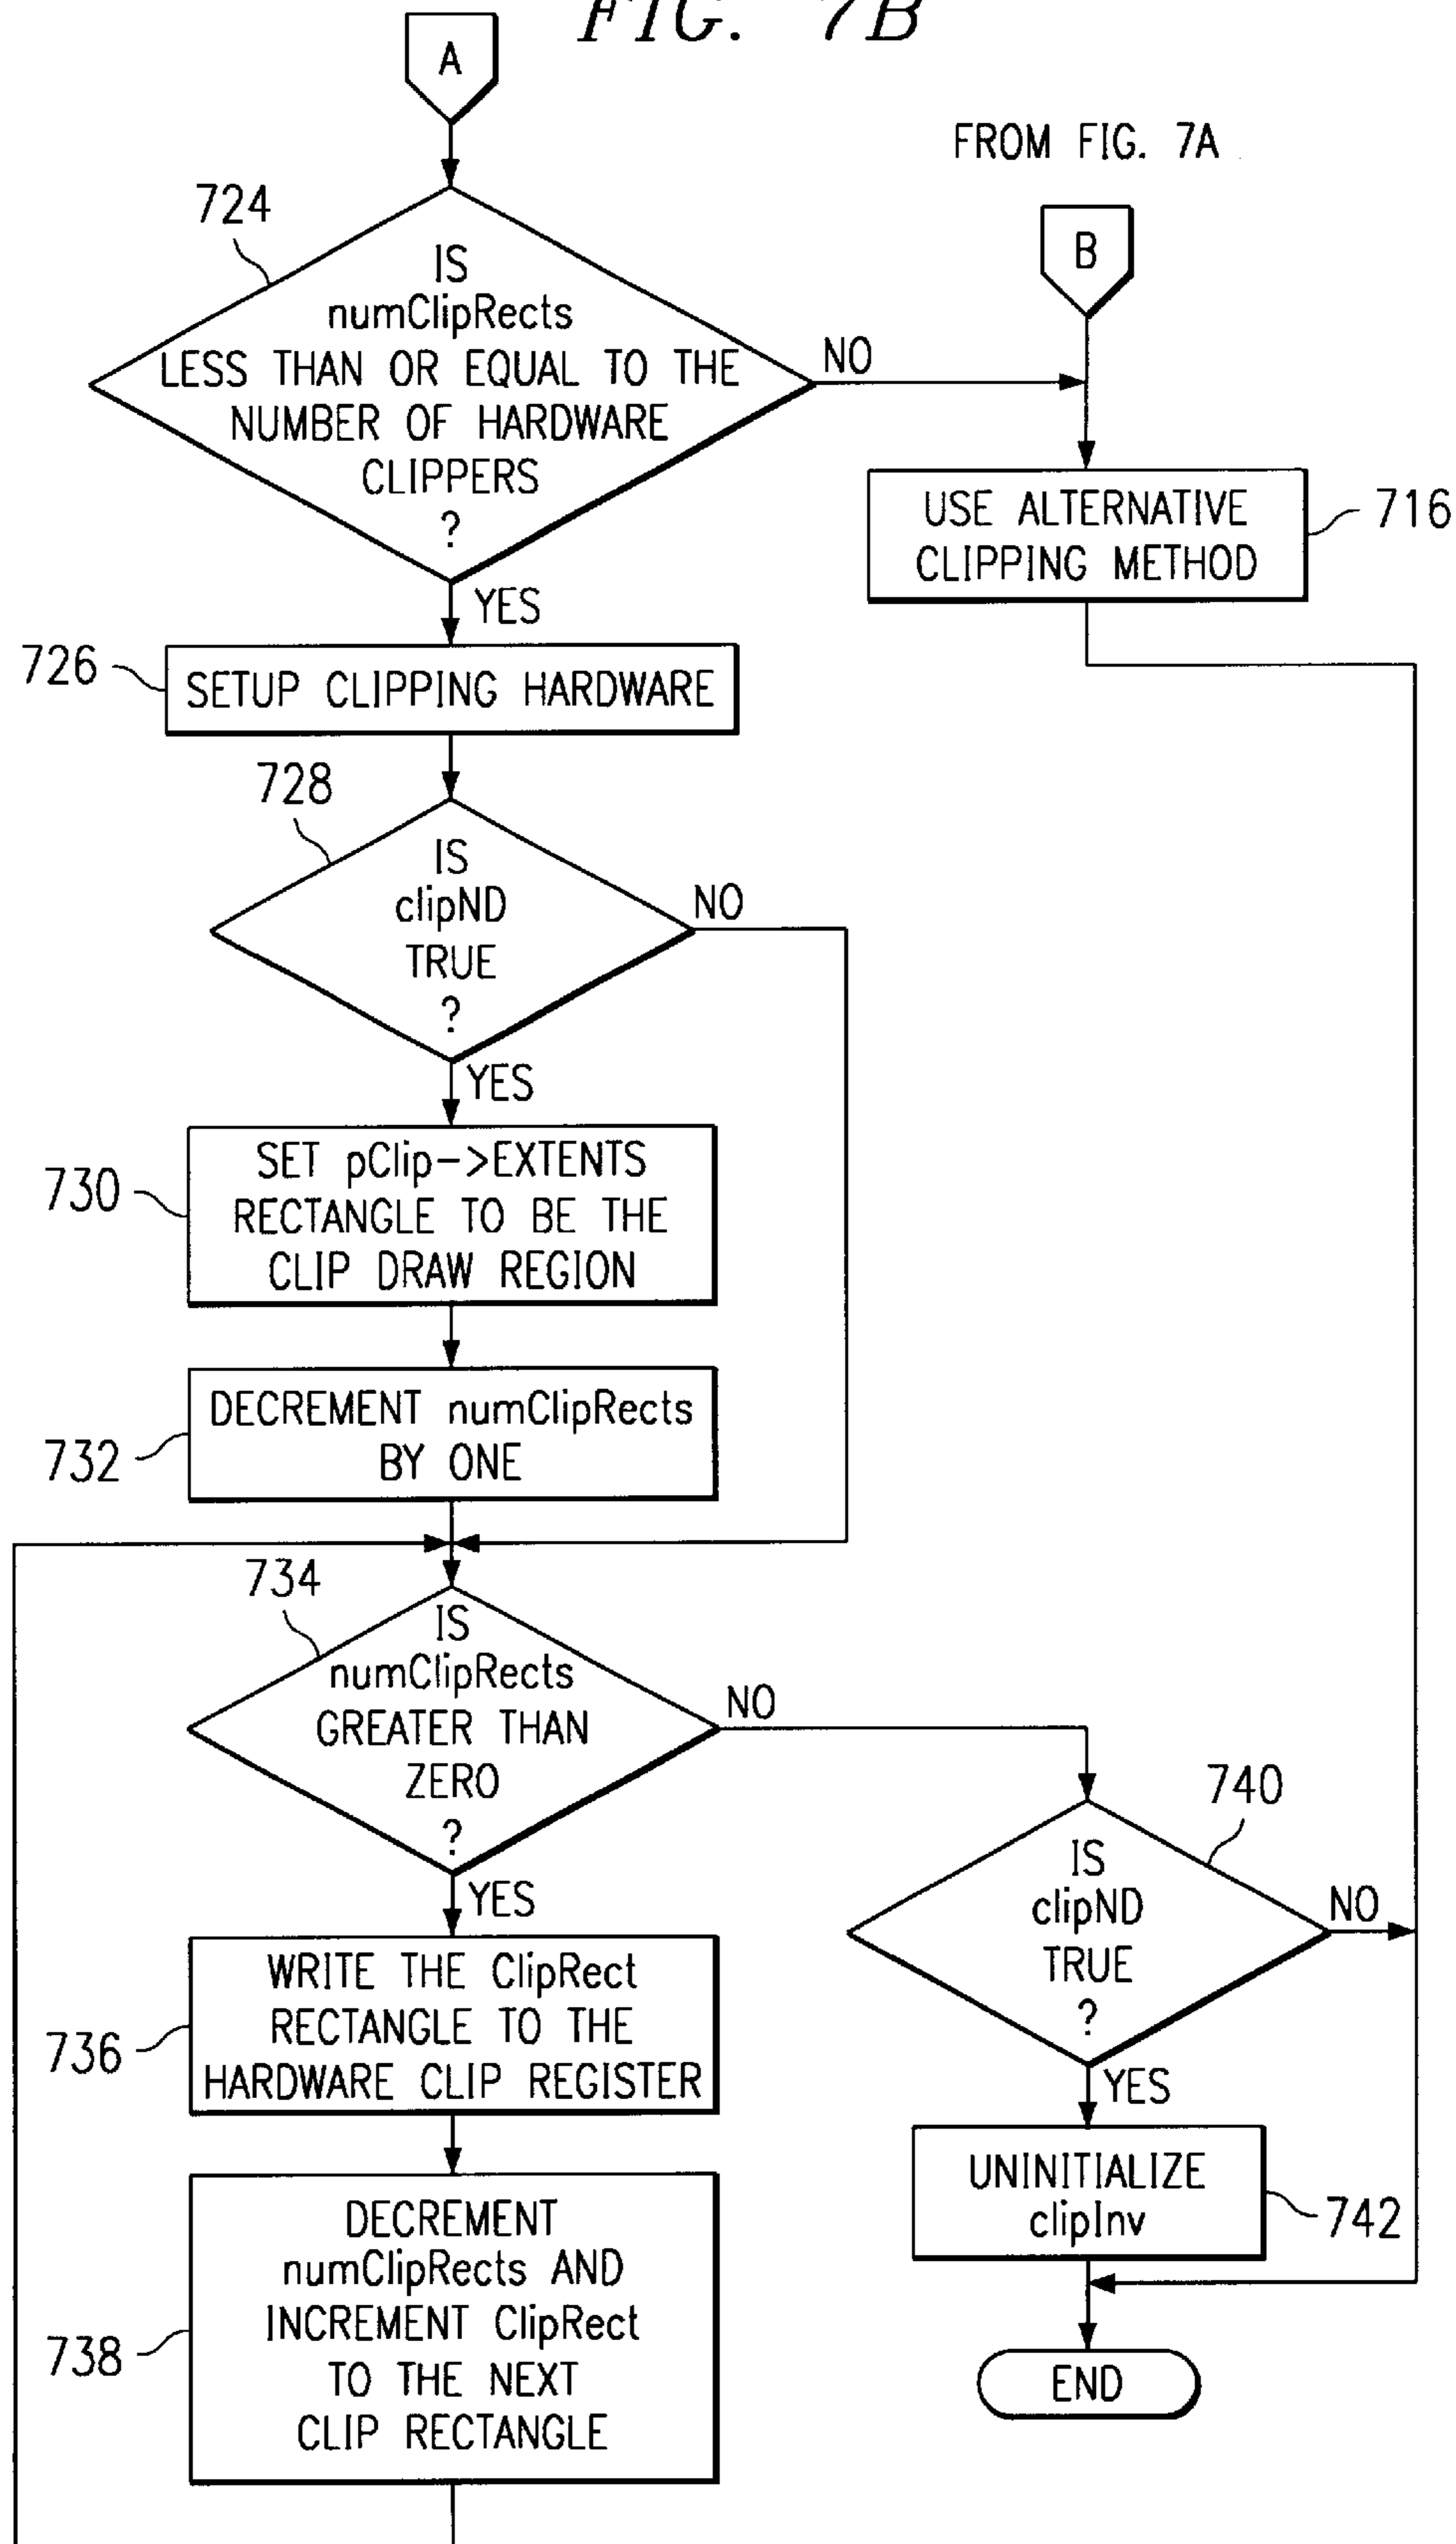 FIG. 7B
A
FROM FIG. 7A
724
IS
numClipRects
LESS THAN OR EQUAL TO THE
NUMBER OF HARDWARE
CLIPPERS
?
NO
B
YES
USE ALTERNATIVE
CLIPPING METHOD
716
726
SETUP CLIPPING HARDWARE
728
IS
clipND
TRUE
?
NO
YES
730
SET pClip->EXTENTS
RECTANGLE TO BE THE
CLIP DRAW REGION
732
DECREMENT numClipRects
BY ONE
734
IS
numClipRects
GREATER THAN
ZERO
?
NO
YES
740
IS
clipND
TRUE
?
NO
YES
736
WRITE THE ClipRect
RECTANGLE TO THE
HARDWARE CLIP REGISTER
UNINITIALIZE
clipInv
742
738
DECREMENT
numClipRects AND
INCREMENT ClipRect
TO THE NEXT
CLIP RECTANGLE
END